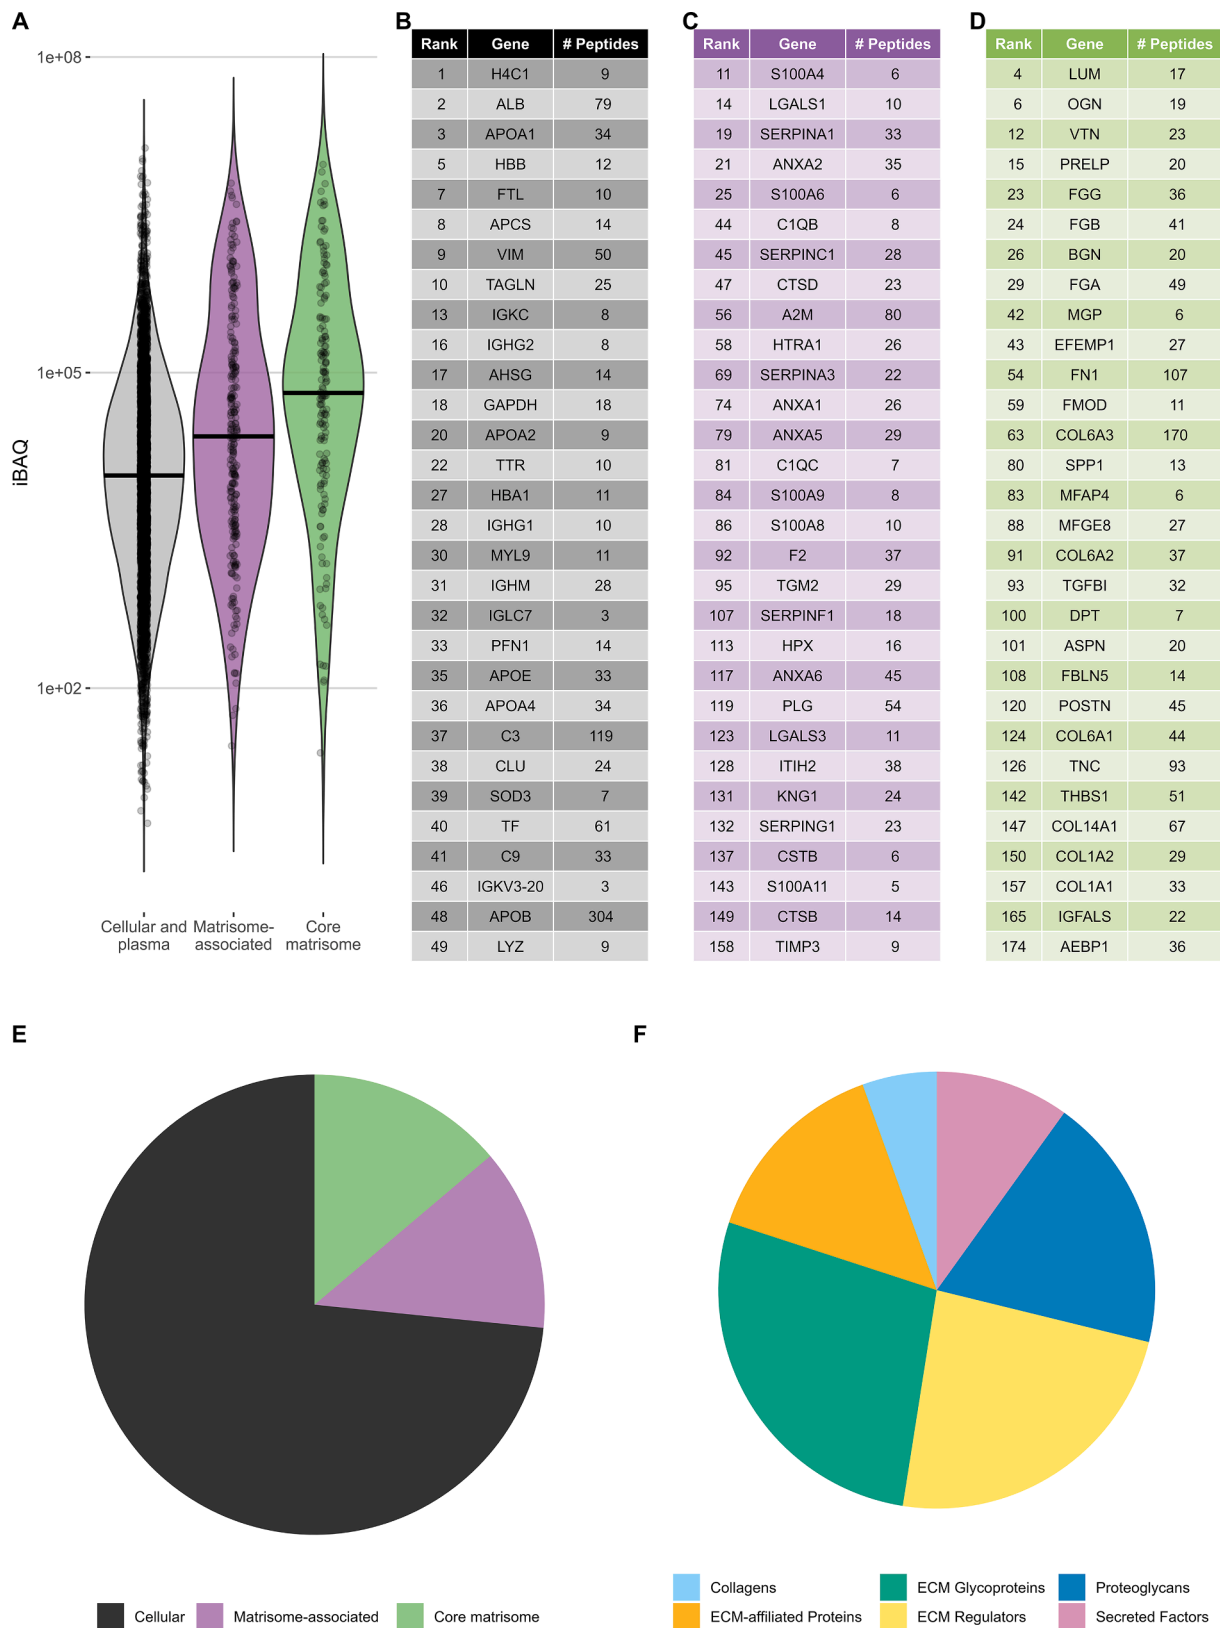 A
1e+08
1e+05
1e+02
iBAQ
Cellular and
plasma
Matrisome-
associated
Core
matrisome
B
Rank Gene # Peptides
1 H4C1 9
2 ALB 79
3 APOA1 34
5 HBB 12
7 FTL 10
8 APCS 14
9 VIM 50
10 TAGLN 25
13 IGKC 8
16 IGHG2 8
17 AHSG 14
18 GAPDH 18
20 APOA2 9
22 TTR 10
27 HBA1 11
28 IGHG1 10
30 MYL9 11
31 IGHM 28
32 IGLC7 3
33 PFN1 14
35 APOE 33
36 APOA4 34
37 C3 119
38 CLU 24
39 SOD3 7
40 TF 61
41 C9 33
46 IGKV3-20 3
48 APOB 304
49 LYZ 9
C
Rank Gene # Peptides
11 S100A4 6
14 LGALS1 10
19 SERPINA1 33
21 ANXA2 35
25 S100A6 6
44 C1QB 8
45 SERPINC1 28
47 CTSD 23
56 A2M 80
58 HTRA1 26
69 SERPINA3 22
74 ANXA1 26
79 ANXA5 29
81 C1QC 7
84 S100A9 8
86 S100A8 10
92 F2 37
95 TGM2 29
107 SERPINF1 18
113 HPX 16
117 ANXA6 45
119 PLG 54
123 LGALS3 11
128 ITIH2 38
131 KNG1 24
132 SERPING1 23
137 CSTB 6
143 S100A11 5
149 CTSB 14
158 TIMP3 9
D
Rank Gene # Peptides
4 LUM 17
6 OGN 19
12 VTN 23
15 PRELP 20
23 FGG 36
24 FGB 41
26 BGN 20
29 FGA 49
42 MGP 6
43 EFEMP1 27
54 FN1 107
59 FMOD 11
63 COL6A3 170
80 SPP1 13
83 MFAP4 6
88 MFGE8 27
91 COL6A2 37
93 TGFBI 32
100 DPT 7
101 ASPN 20
108 FBLN5 14
120 POSTN 45
124 COL6A1 44
126 TNC 93
142 THBS1 51
147 COL14A1 67
150 COL1A2 29
157 COL1A1 33
165 IGFALS 22
174 AEBP1 36
E
Cellular Matrisome-associated Core matrisome
F
Collagens ECM Glycoproteins Proteoglycans
ECM-affiliated Proteins ECM Regulators Secreted Factors